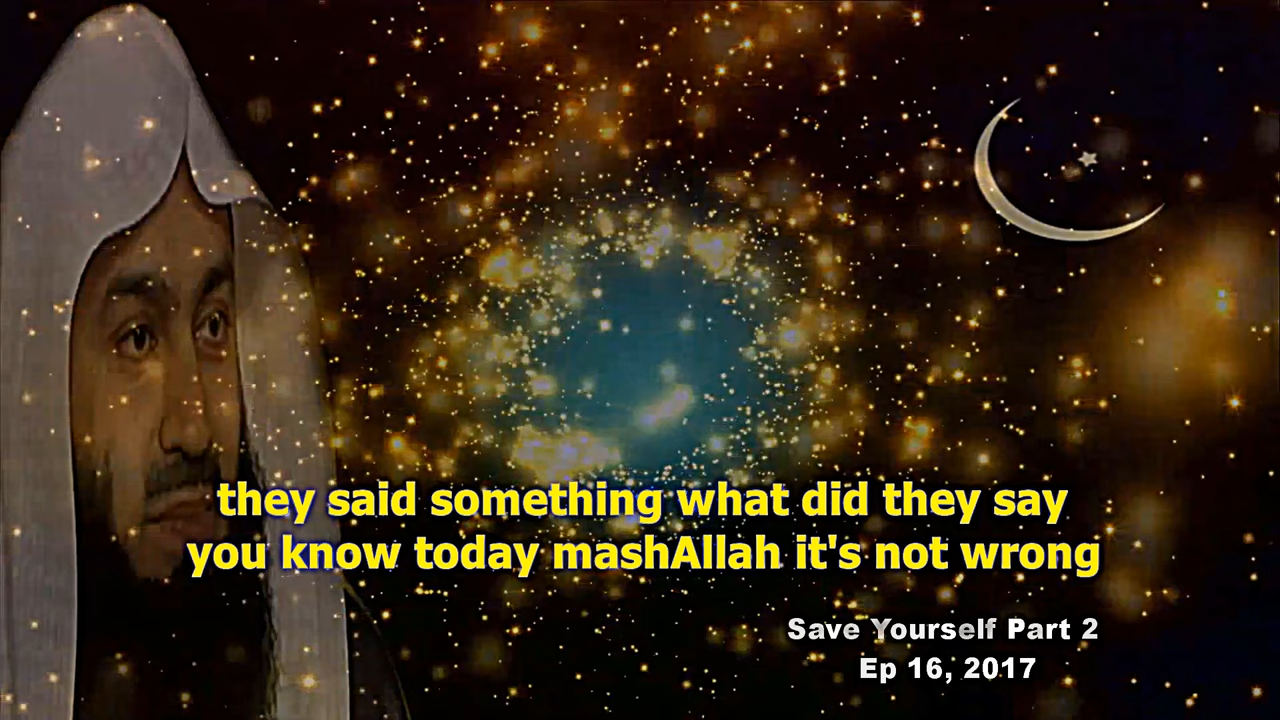 they said something what did they say
you know today mashAllah it's not wrong
Save Yourself Part 2
Ep 16, 2017